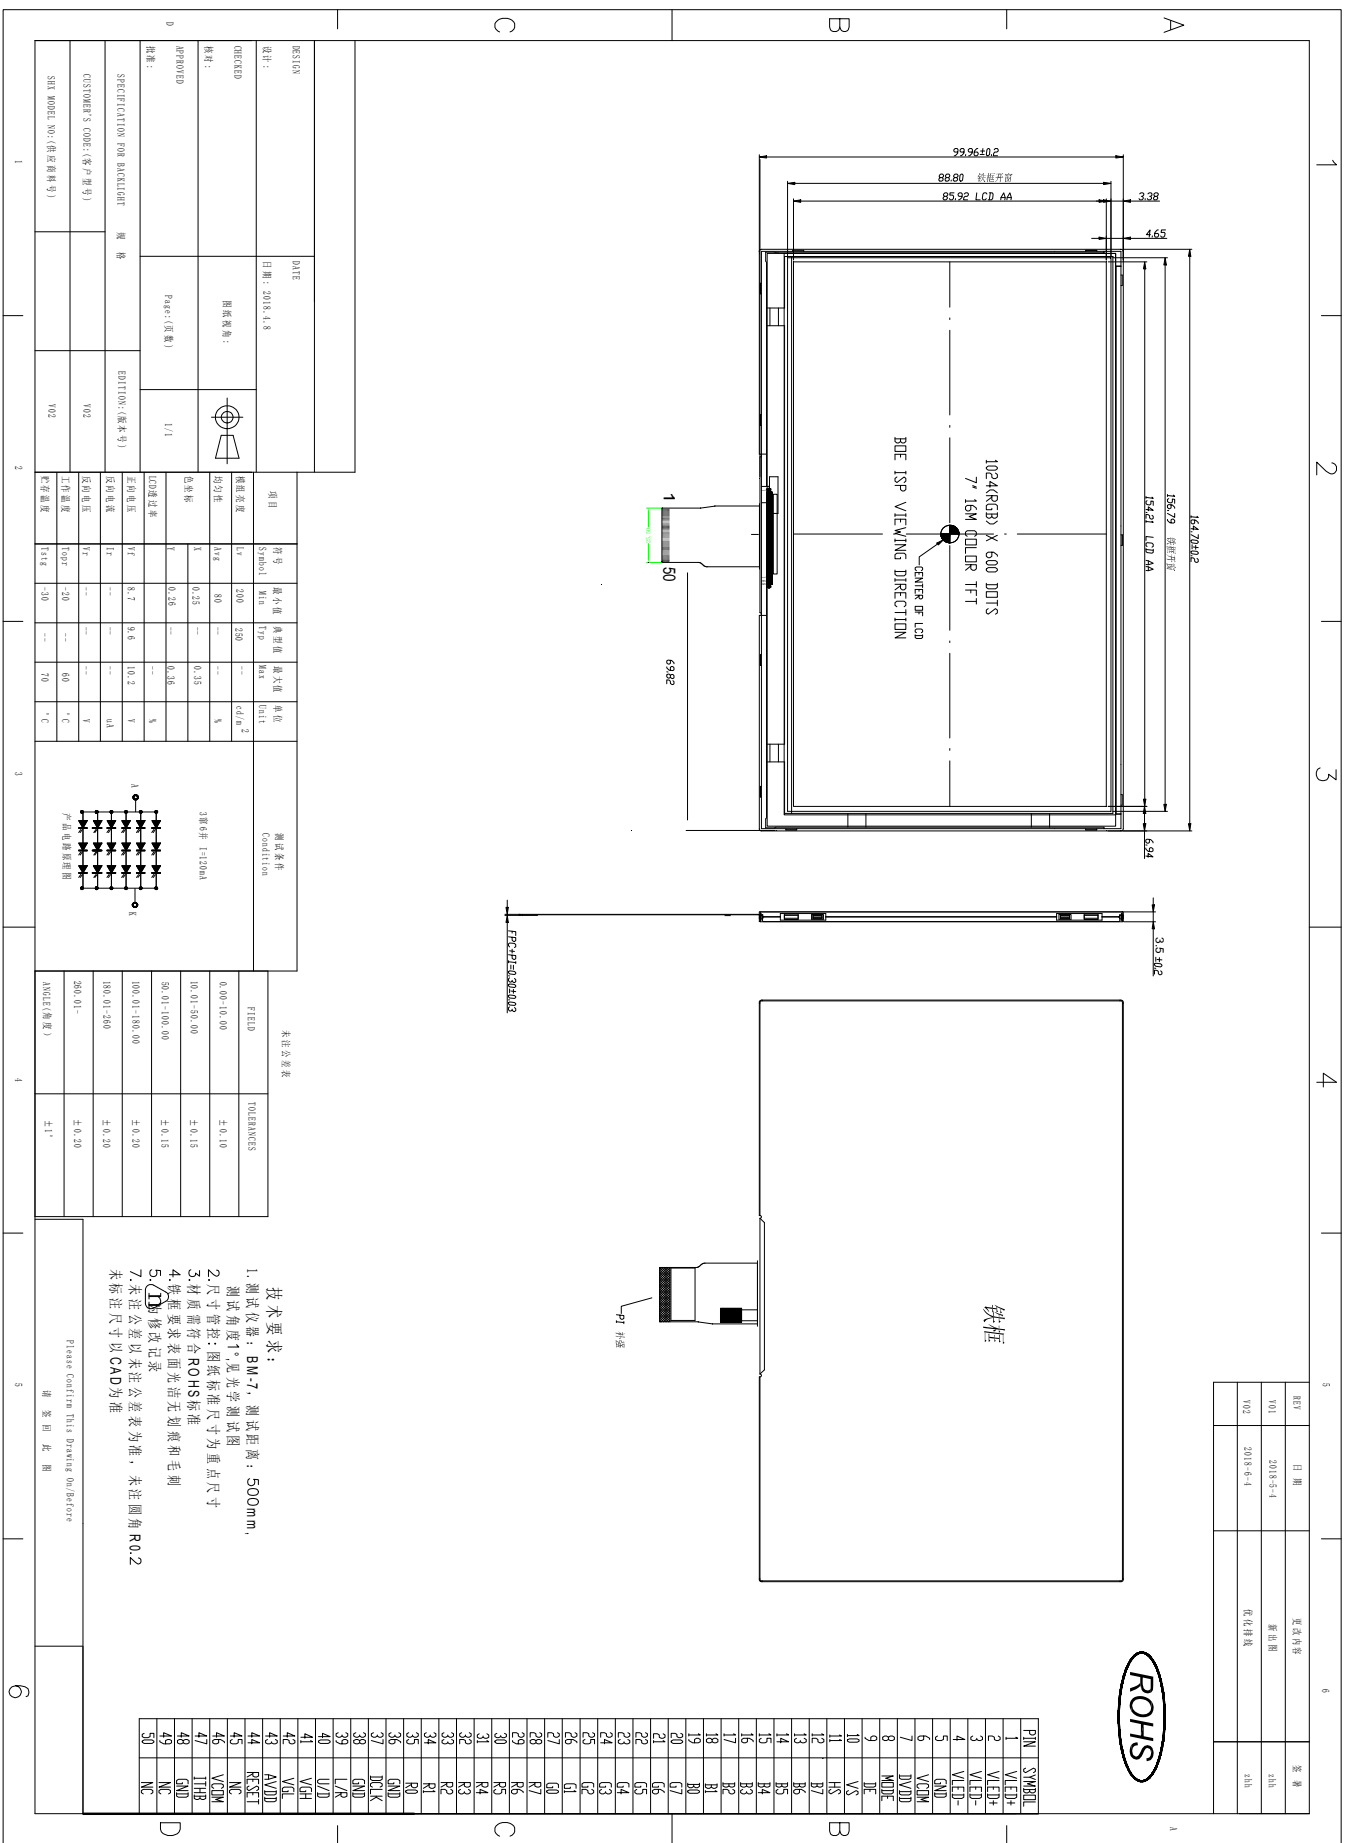 1
2
3
4
5
6
A
B
C
D
REV
日 期
更改内容
签 署
V01
2018-5-4
新出图
zhh
V02
2018-6-4
优化排线
zhh
ROHS
164.70±0.2
156.79 铁框开窗
154.21 LCD AA
6.94
99.96±0.2
88.80 铁框开窗
85.92 LCD AA
3.38
4.65
1024(RGB) X 600 DOTS
7" 16M COLOR TFT
CENTER OF LCD
BOE ISP VIEWING DIRECTION
1
50
69.82
3.5 ±0.2
FPC+PI=0.30±0.03
铁框
PI 补强
PIN SYMBOL
1 VLED+
2 VLED+
3 VLED-
4 VLED-
5 GND
6 VCOM
7 DVDD
8 MODE
9 DE
10 VS
11 HS
12 B7
13 B6
14 B5
15 B4
16 B3
17 B2
18 B1
19 B0
20 G7
21 G6
22 G5
23 G4
24 G3
25 G2
26 G1
27 G0
28 R7
29 R6
30 R5
31 R4
32 R3
33 R2
34 R1
35 R0
36 GND
37 DCLK
38 GND
39 L/R
40 U/D
41 VGH
42 VGL
43 AVDD
44 RESET
45 NC
46 VCOM
47 ITHB
48 GND
49 NC
50 NC
DESIGN
设计:
DATE
日期: 2018.4.8
CHECKED
核对:
图纸视角:
APPROVED
批准:
Page:(页数)
1/1
SPECIFICATION FOR BACKLIGHT 规 格
EDITION:(版本号)
CUSTOMER'S CODE:(客户型号)
V02
SHX MODEL NO:(供应商料号)
V02
项目
符号 Symbol
最小值 Min
典型值 Typ
最大值 Max
单位 Unit
测试条件 Condition
模组亮度 Lv 200 250 -- cd/m²
均匀性 Avg 80 -- -- %
色坐标 X 0.25 -- 0.35
Y 0.26 -- 0.36
LCD透过率 -- %
正向电压 Vf 8.7 9.6 10.2 V
反向电流 Ir -- -- -- uA
反向电压 Vr -- -- -- V
工作温度 Topr -20 -- 60 °C
贮存温度 Tstg -30 -- 70 °C
3串6并 I=120mA
A
K
产品电路原理图
未注公差表
FIELD TOLERANCES
0.00-10.00 ±0.10
10.01-50.00 ±0.15
50.01-100.00 ±0.15
100.01-180.00 ±0.20
180.01-260 ±0.20
260.01- ±0.20
ANGLE(角度) ±1°
技术要求:
1. 测试仪器: BM-7, 测试距离: 500mm,
测试角度1°,见光学测试图
2.尺寸管控: 图纸标准尺寸为重点尺寸
3.材质需符合ROHS标准
4.铁框要求表面光洁无划痕和毛刺
5. 为修改记录
7.未注公差以未注公差表为准, 未注圆角R0.2
未标注尺寸以CAD为准
Please Confirm This Drawing On/Before
请 签 回 此 图